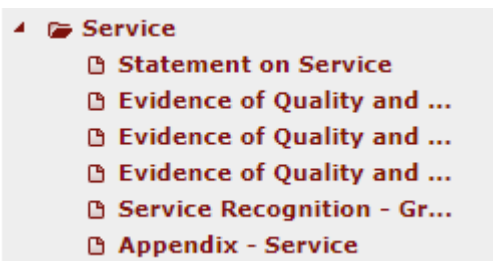 Service
Statement on Service
Evidence of Quality and ...
Evidence of Quality and ...
Evidence of Quality and ...
Service Recognition - Gr...
Appendix - Service